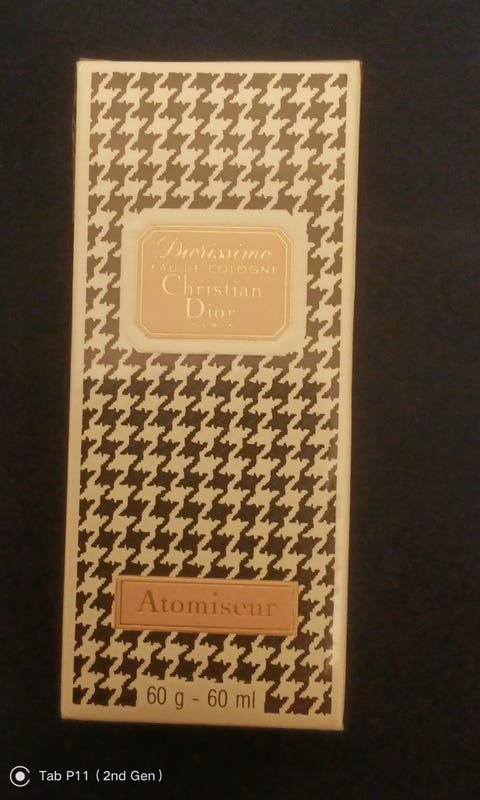 Diorissimo
EAU DE COLOGNE
Christian
Dior
PARIS
Atomiseur
60 g - 60 ml
Tab P11 (2nd Gen)